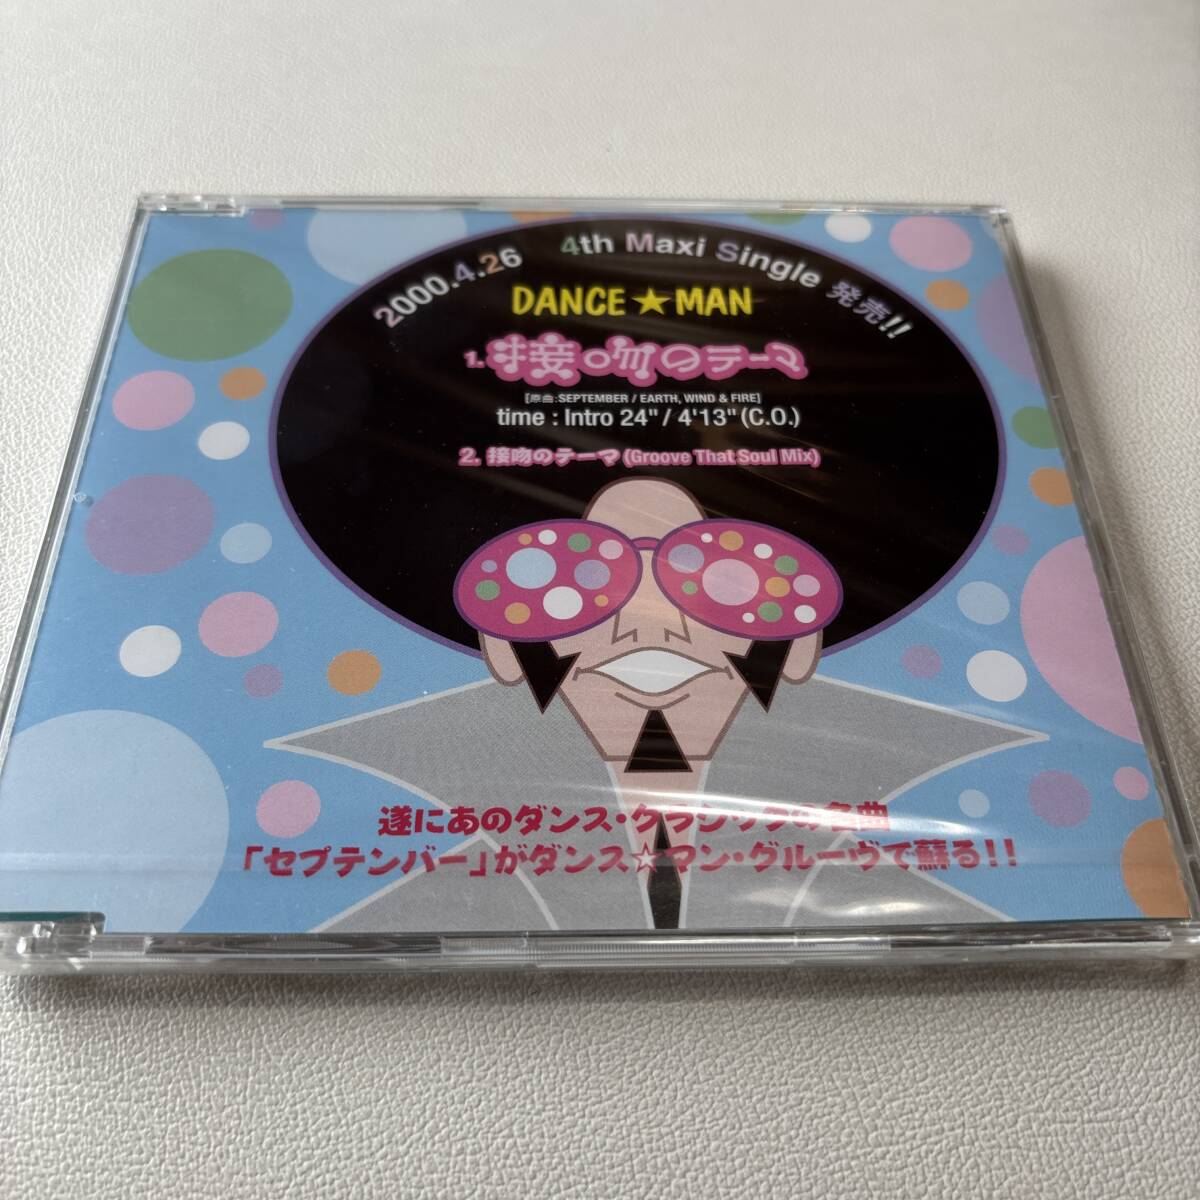 2000.4.26 4th Maxi Single 発売!!
DANCE★MAN
1. 接吻のテーマ
[原曲:SEPTEMBER / EARTH, WIND & FIRE]
time : Intro 24" / 4'13" (C.O.)
2. 接吻のテーマ (Groove That Soul Mix)
遂にあのダンス・クラシックの名曲
「セプテンバー」がダンス☆マン・グルーヴで蘇る!!